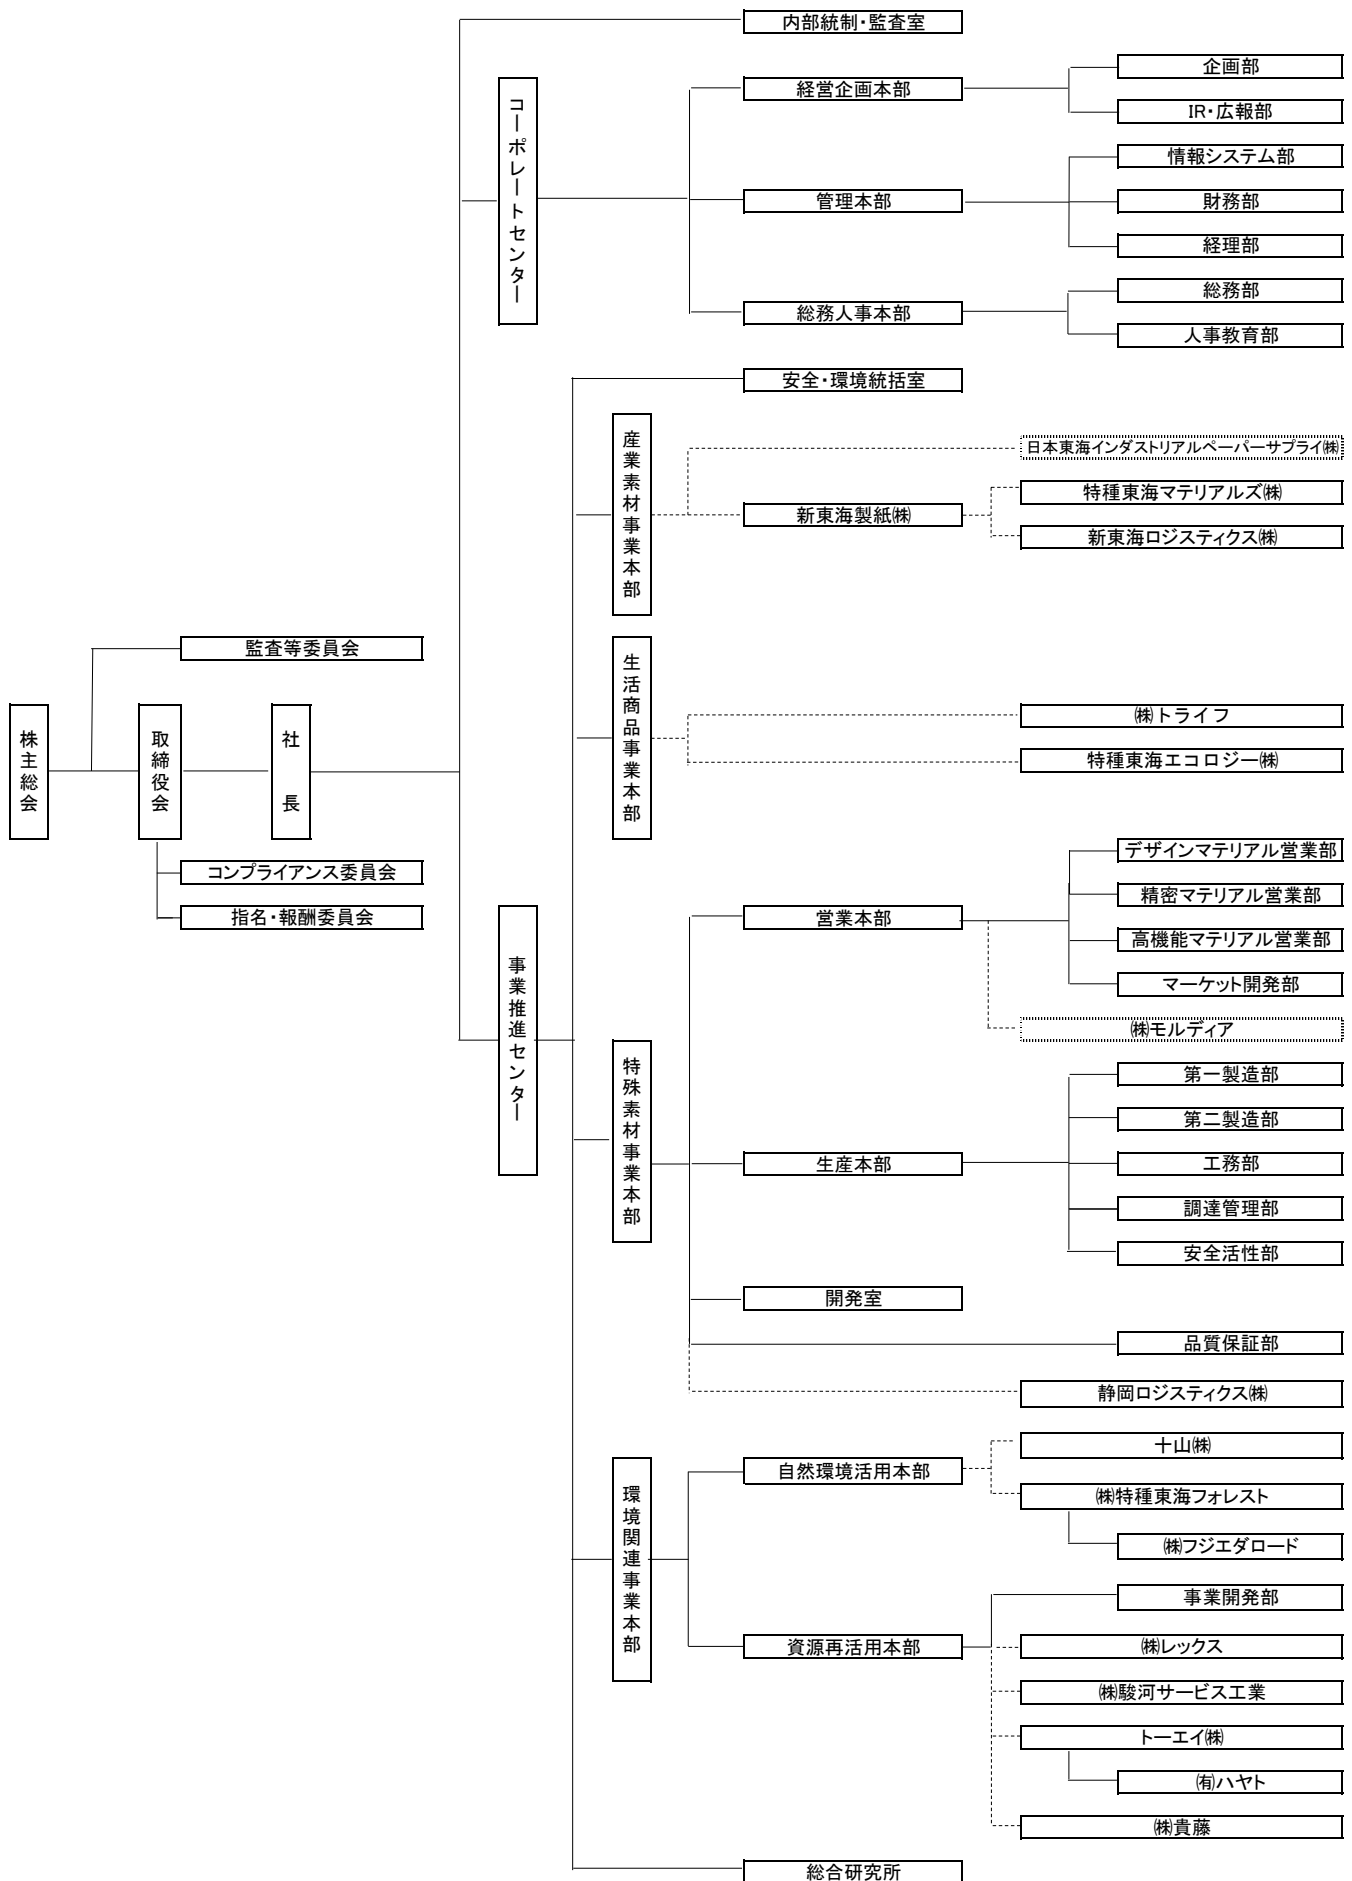 内部統制・監査室
企画部
コーポレートセンター
経営企画本部
IR・広報部
情報システム部
管理本部
財務部
経理部
総務部
総務人事本部
人事教育部
安全・環境統括室
産業素材事業本部
日本東海インダストリアルペーパーサプライ㈱
特種東海マテリアルズ㈱
新東海製紙㈱
新東海ロジスティクス㈱
監査等委員会
生活商品事業本部
株主総会
取締役会
社長
㈱トライフ
特種東海エコロジー㈱
コンプライアンス委員会
指名・報酬委員会
デザインマテリアル営業部
精密マテリアル営業部
営業本部
高機能マテリアル営業部
マーケット開発部
㈱モルディア
事業推進センター
特殊素材事業本部
第一製造部
第二製造部
生産本部
工務部
調達管理部
安全活性部
開発室
品質保証部
静岡ロジスティクス㈱
十山㈱
環境関連事業本部
自然環境活用本部
㈱特種東海フォレスト
㈱フジエダロード
事業開発部
資源再活用本部
㈱レックス
㈱駿河サービス工業
トーエイ㈱
㈲ハヤト
㈱貴藤
総合研究所